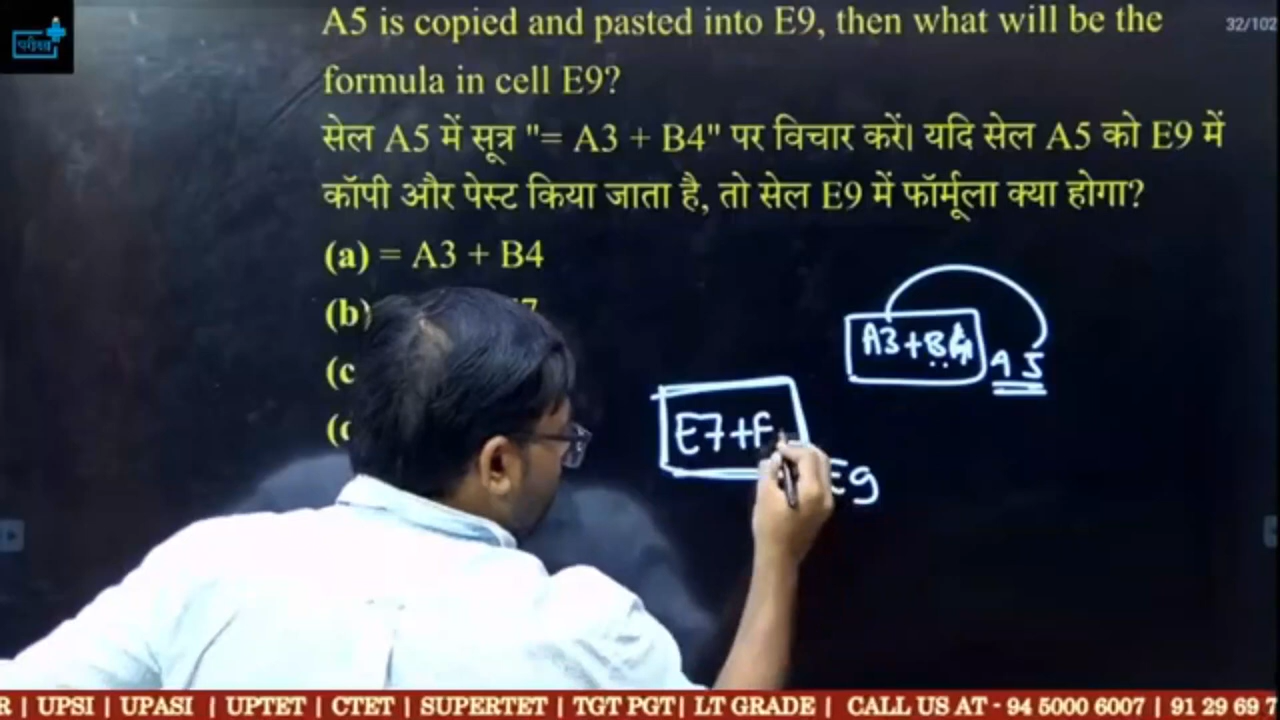 परीक्षा
A5 is copied and pasted into E9, then what will be the
32/102
formula in cell E9?
सेल A5 में सूत्र "= A3 + B4" पर विचार करें। यदि सेल A5 को E9 में
कॉपी और पेस्ट किया जाता है, तो सेल E9 में फॉर्मूला क्या होगा?
(a) = A3 + B4
(b)
(c
A3+B4 A5
E7+F
E9
R | UPSI | UPASI | UPTET | CTET | SUPERTET | TGT PGT| LT GRADE | CALL US AT - 94 5000 6007 | 91 29 69 7